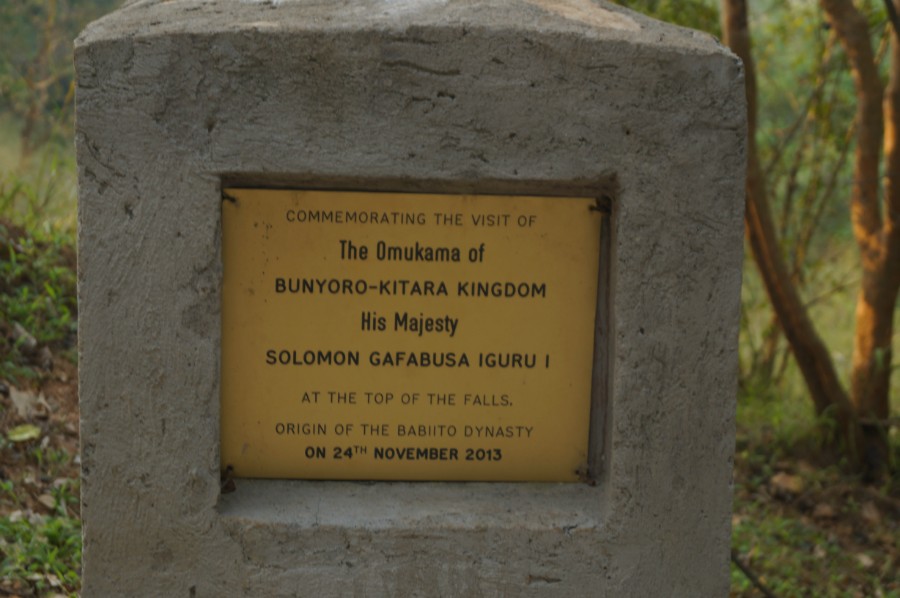 COMMEMORATING THE VISIT OF
The Omukama of
BUNYORO-KITARA KINGDOM
His Majesty
SOLOMON GAFABUSA IGURU I
AT THE TOP OF THE FALLS.
ORIGIN OF THE BABIITO DYNASTY
ON 24TH NOVEMBER 2013